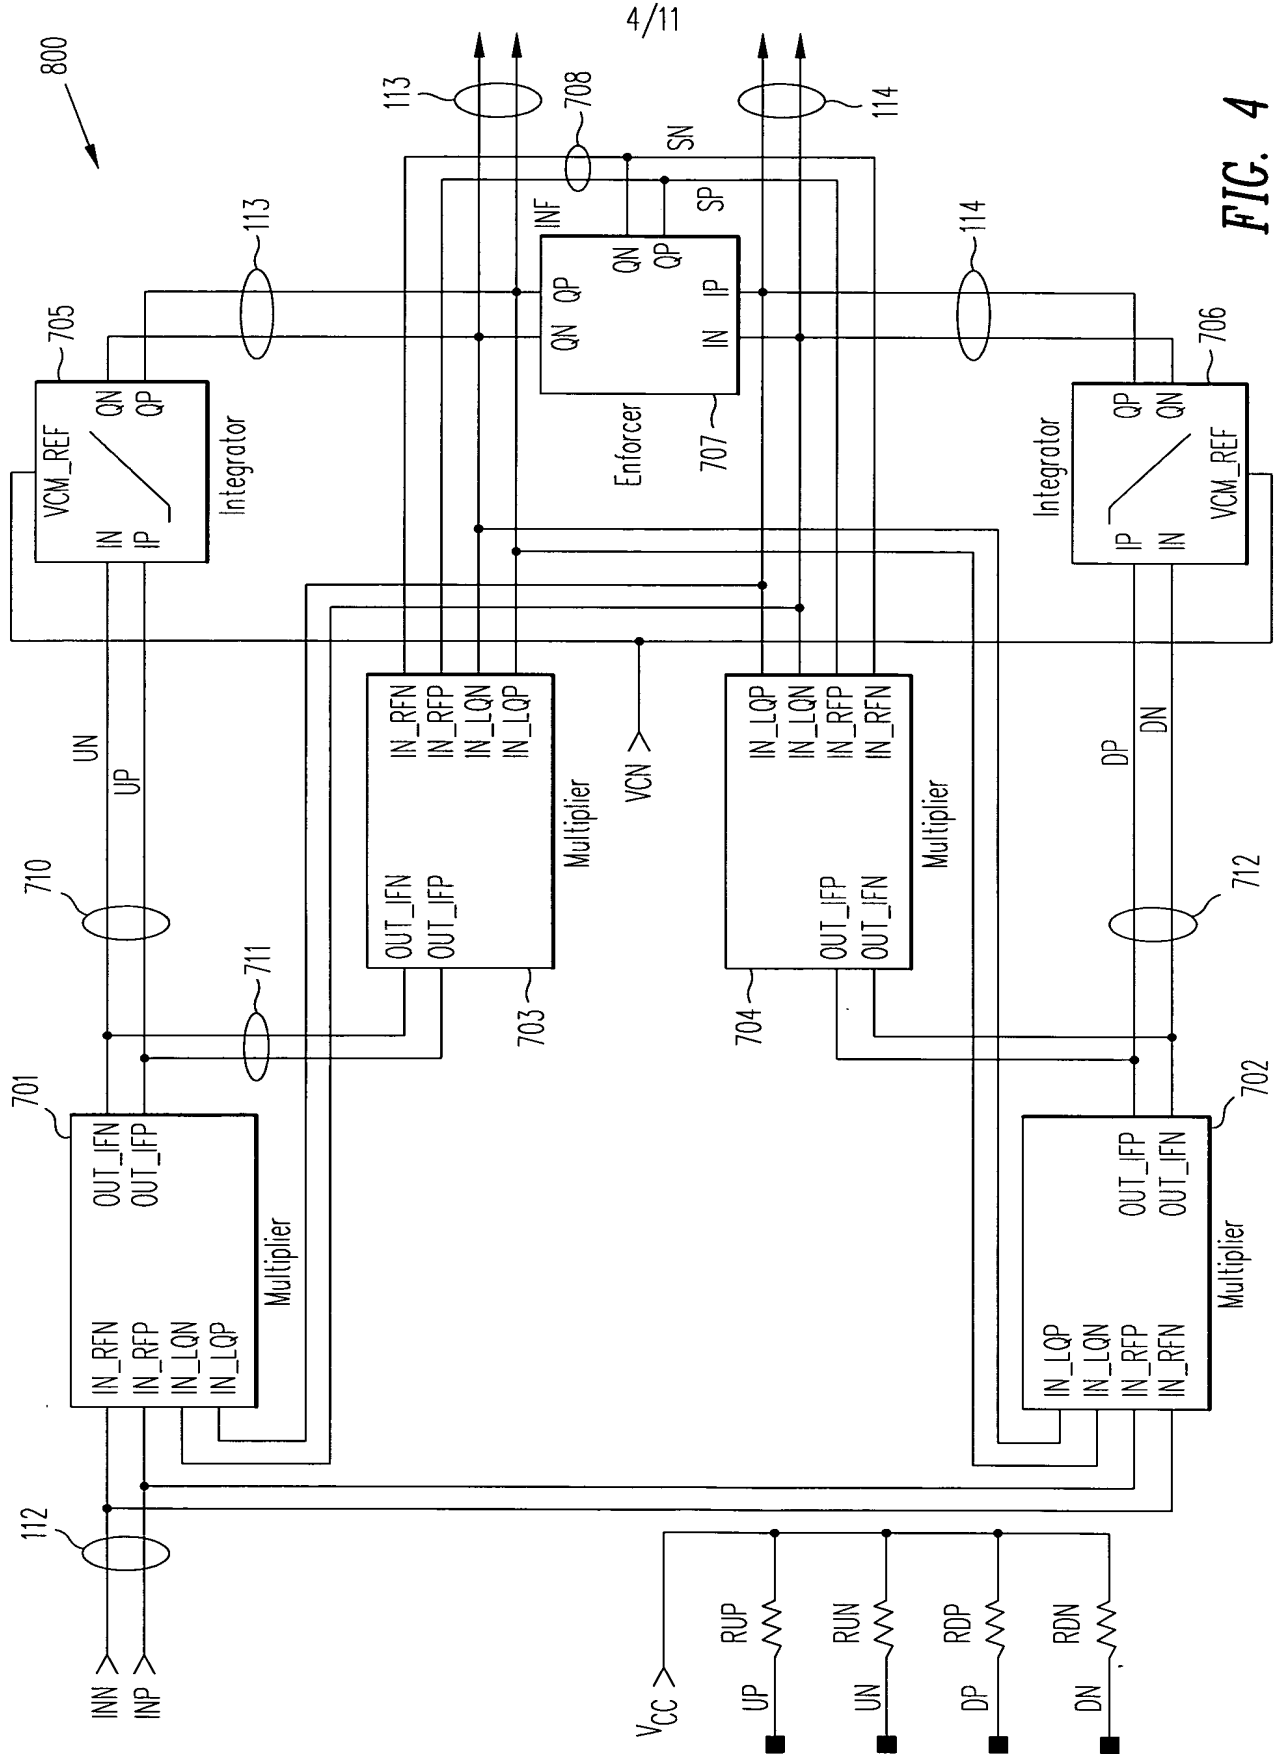 4/11
800
113
708
SN
114
SP
INF
113
114
FIG. 4
705
VCM_REF
QN
QP
IN
IP
Integrator
QN
QP
QN
QP
IN
IP
Enforcer
707
706
Integrator
QP
QN
VCM_REF
IP
IN
UN
UP
710
711
IN_RFN
IN_RFP
IN_LQN
IN_LQP
OUT_IFN
OUT_IFP
Multiplier
703
VCN
IN_LQP
IN_LQN
IN_RFP
IN_RFN
OUT_IFP
OUT_IFN
Multiplier
704
DP
DN
712
701
OUT_IFN
OUT_IFP
IN_RFN
IN_RFP
IN_LQN
IN_LQP
Multiplier
702
OUT_IFP
OUT_IFN
IN_LQP
IN_LQN
IN_RFP
IN_RFN
Multiplier
112
INN
INP
VCC
RUP
UP
RUN
UN
RDP
DP
RDN
DN